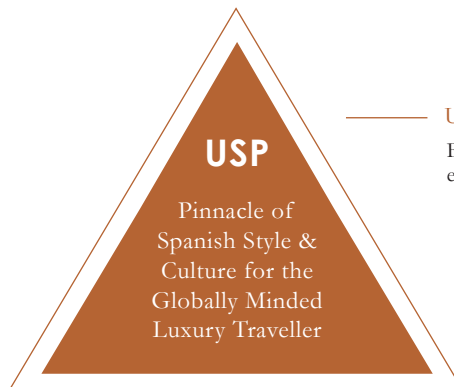 USP
Pinnacle of
Spanish Style &
Culture for the
Globally Minded
Luxury Traveller